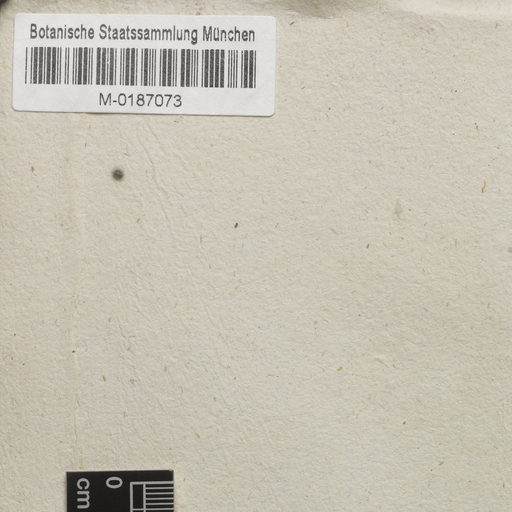 Botanische Staatssammlung München
M-0187073
0
cm